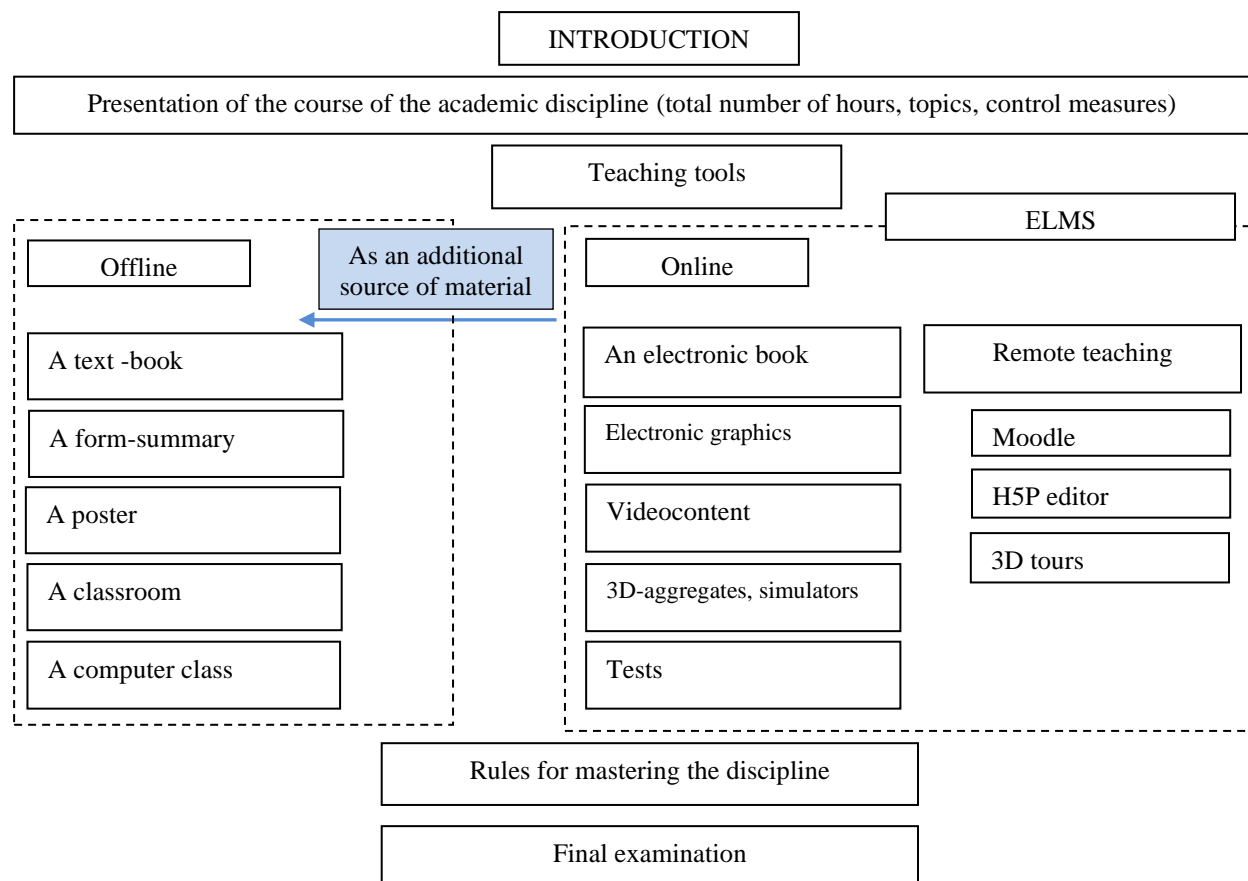 INTRODUCTION
Presentation of the course of the academic discipline (total number of hours, topics, control measures)
Teaching tools
ELMS
Offline
As an additional
source of material
Online
A text -book
A form-summary
A poster
A classroom
A computer class
An electronic book
Electronic graphics
Videocontent
3D-aggregates, simulators
Tests
Remote teaching
Moodle
H5P editor
3D tours
Rules for mastering the discipline
Final examination